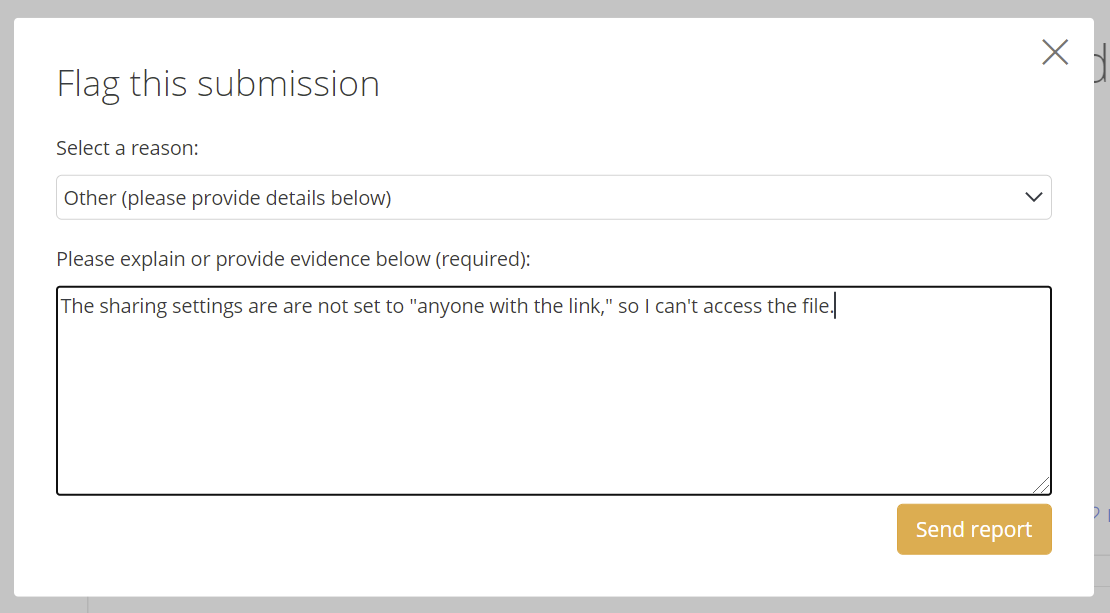 Flag this submission
Select a reason:
Other (please provide details below)
Please explain or provide evidence below (required):
The sharing settings are are not set to "anyone with the link," so I can't access the file.
Send report